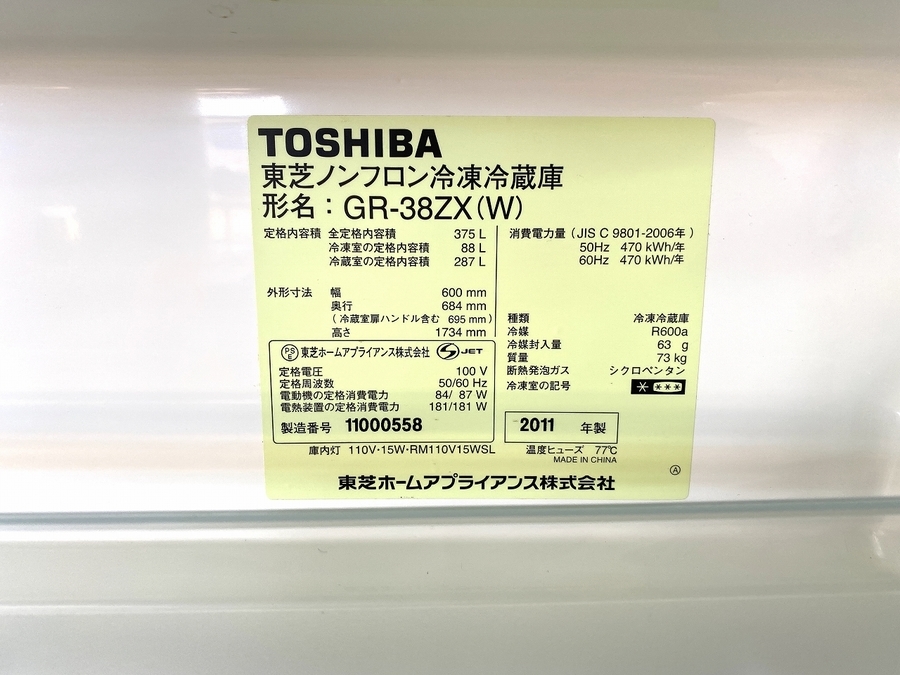 TOSHIBA
東芝ノンフロン冷凍冷蔵庫
形名：GR-38ZX(W)
定格内容積 全定格内容積 375 L
冷凍室の定格内容積 88 L
冷蔵室の定格内容積 287 L
外形寸法 幅 600 mm
奥行 684 mm
(冷蔵室扉ハンドル含む 695 mm)
高さ 1734 mm
PSE 東芝ホームアプライアンス株式会社 JET
定格電圧 100 V
定格周波数 50/60 Hz
電動機の定格消費電力 84/ 87 W
電熱装置の定格消費電力 181/181 W
製造番号 11000558
消費電力量 (JIS C 9801-2006年)
50Hz 470 kWh/年
60Hz 470 kWh/年
種類 冷凍冷蔵庫
冷媒 R600a
冷媒封入量 63 g
質量 73 kg
断熱発泡ガス シクロペンタン
冷凍室の記号 * ***
2011 年製
庫内灯 110V·15W·RM110V15WSL
温度ヒューズ 77℃
MADE IN CHINA
Ⓐ
東芝ホームアプライアンス株式会社